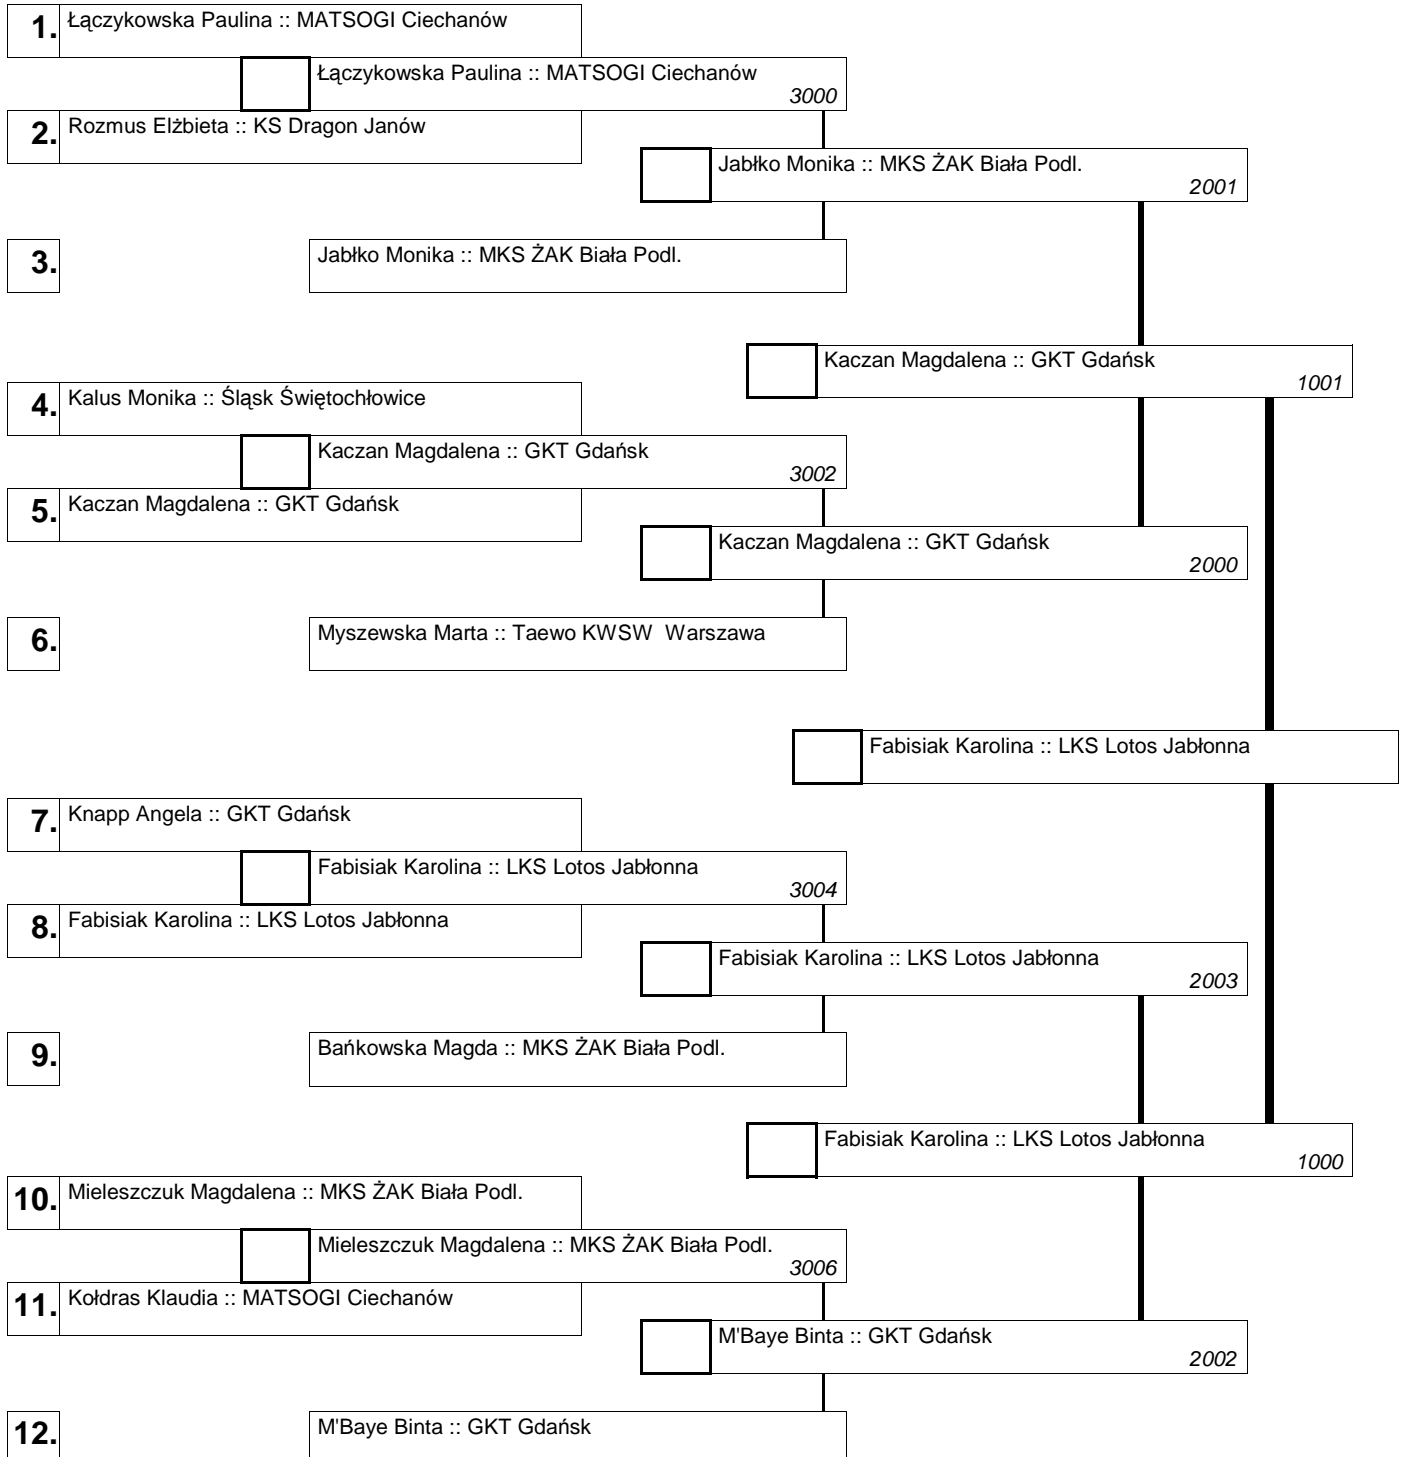 1. Łączykowska Paulina :: MATSOGI Ciechanów
Łączykowska Paulina :: MATSOGI Ciechanów
3000
2. Rozmus Elżbieta :: KS Dragon Janów
Jabłko Monika :: MKS ŻAK Biała Podl.
2001
3. Jabłko Monika :: MKS ŻAK Biała Podl.
Kaczan Magdalena :: GKT Gdańsk
1001
4. Kalus Monika :: Śląsk Świętochłowice
Kaczan Magdalena :: GKT Gdańsk
3002
5. Kaczan Magdalena :: GKT Gdańsk
Kaczan Magdalena :: GKT Gdańsk
2000
6. Myszewska Marta :: Taewo KWSW  Warszawa
Fabisiak Karolina :: LKS Lotos Jabłonna
7. Knapp Angela :: GKT Gdańsk
Fabisiak Karolina :: LKS Lotos Jabłonna
3004
8. Fabisiak Karolina :: LKS Lotos Jabłonna
Fabisiak Karolina :: LKS Lotos Jabłonna
2003
9. Bańkowska Magda :: MKS ŻAK Biała Podl.
Fabisiak Karolina :: LKS Lotos Jabłonna
1000
10. Mieleszczuk Magdalena :: MKS ŻAK Biała Podl.
Mieleszczuk Magdalena :: MKS ŻAK Biała Podl.
3006
11. Kołdras Klaudia :: MATSOGI Ciechanów
M'Baye Binta :: GKT Gdańsk
2002
12. M'Baye Binta :: GKT Gdańsk